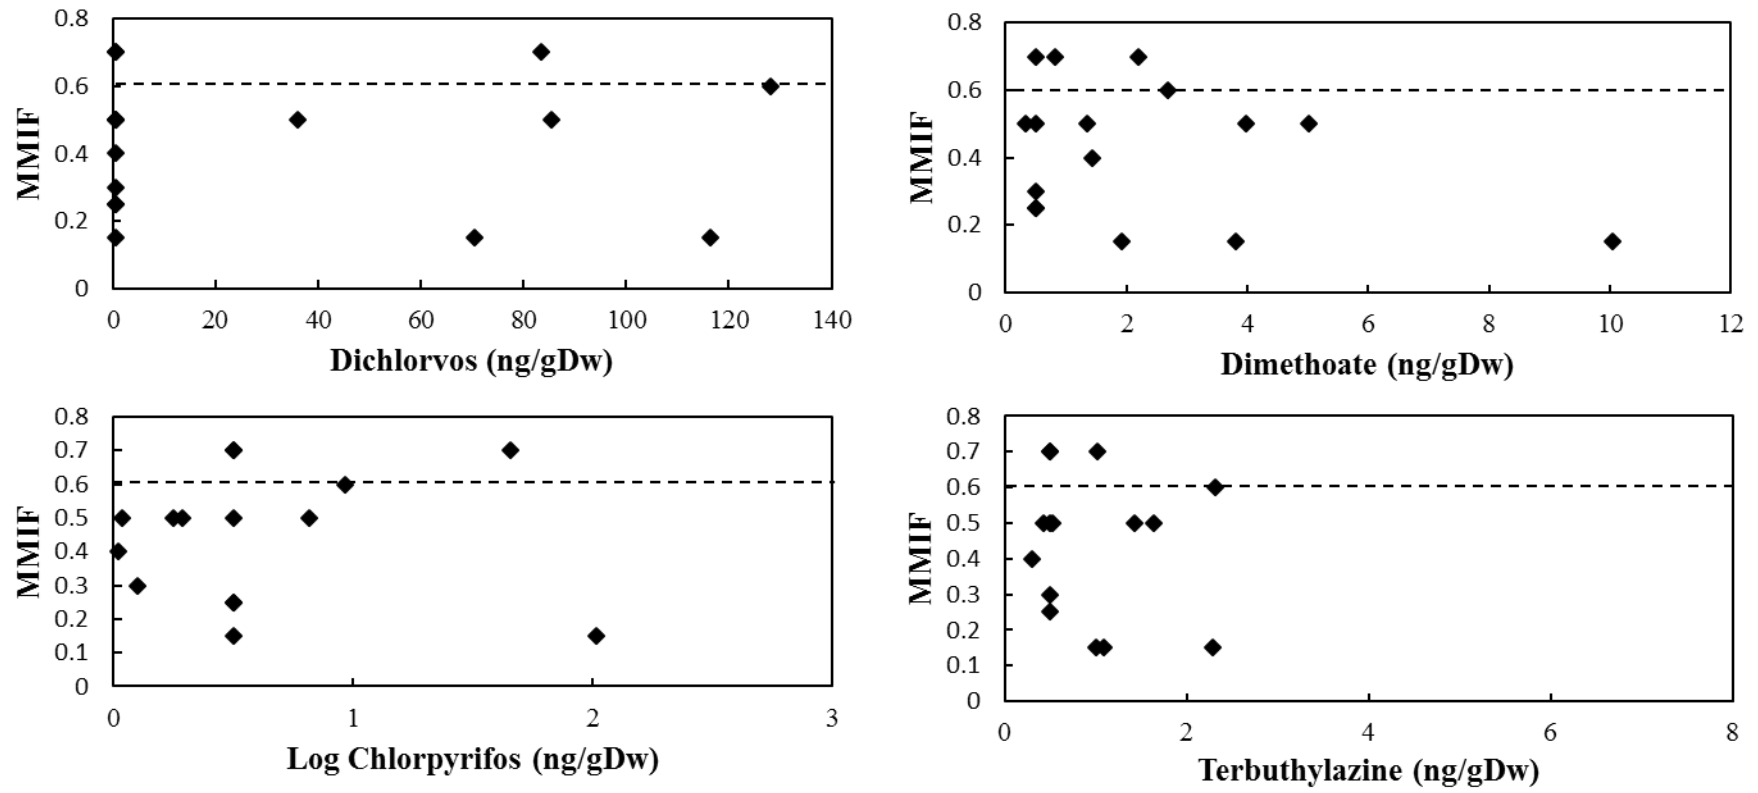 0.8
0.6
0.4
0.2
0
MMIF
0 20 40 60 80 100 120 140
Dichlorvos (ng/gDw)
0.8
0.6
0.4
0.2
0
MMIF
0 2 4 6 8 10 12
Dimethoate (ng/gDw)
0.8
0.7
0.6
0.5
0.4
0.3
0.2
0.1
0
MMIF
0 1 2 3
Log Chlorpyrifos (ng/gDw)
0.8
0.7
0.6
0.5
0.4
0.3
0.2
0.1
0
MMIF
0 2 4 6 8
Terbuthylazine (ng/gDw)